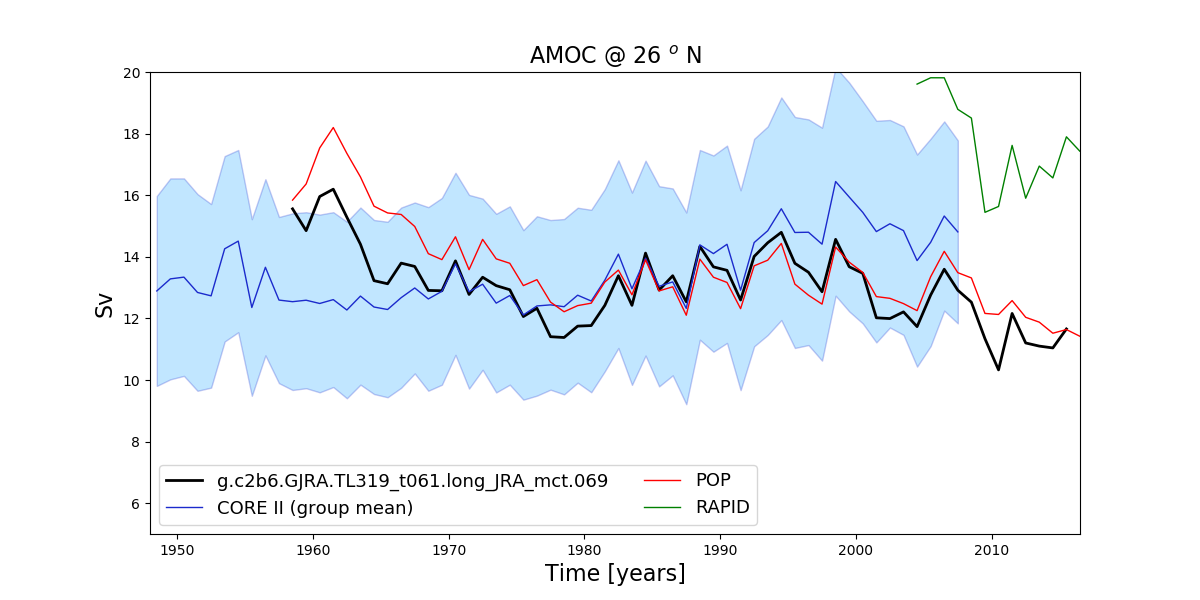 AMOC @ 26 ° N
Sv
20
18
16
14
12
10
8
6
g.c2b6.GJRA.TL319_t061.long_JRA_mct.069
CORE II (group mean)
POP
RAPID
1950 1960 1970 1980 1990 2000 2010
Time [years]